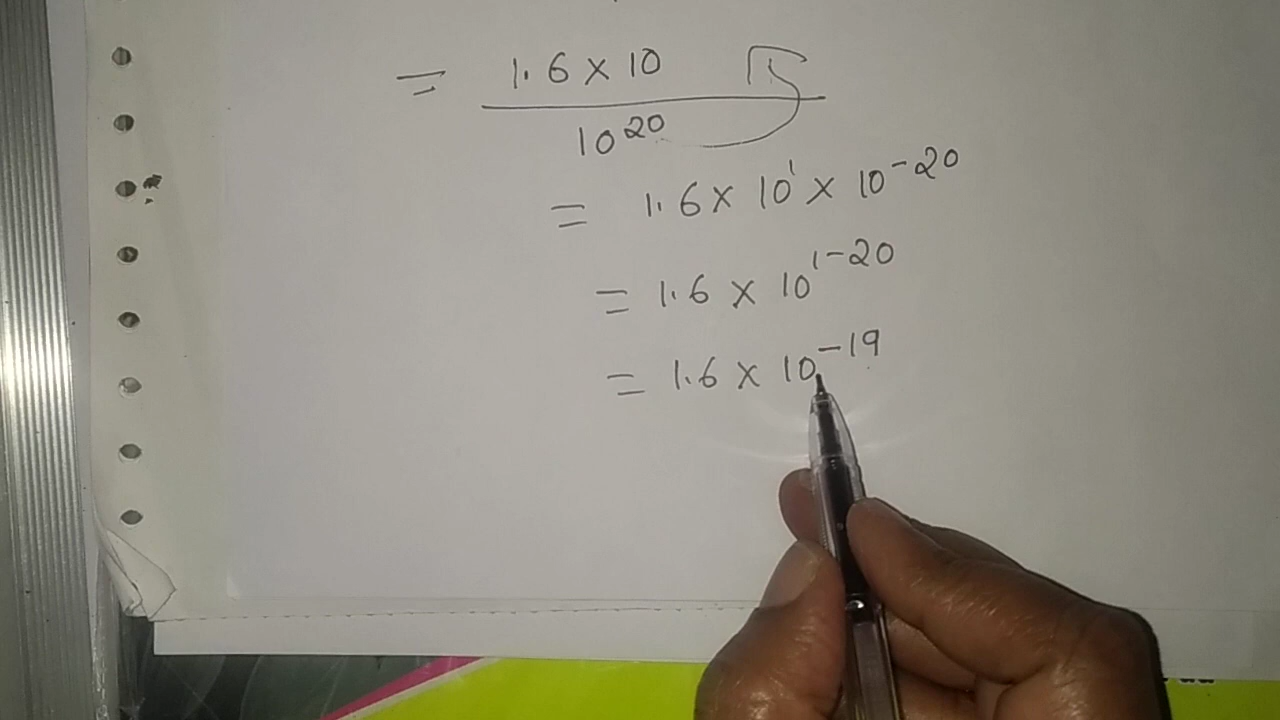 = 1.6 × 10
10²⁰
= 1.6 × 10¹ × 10⁻²⁰
= 1.6 × 10¹⁻²⁰
= 1.6 × 10⁻¹⁹